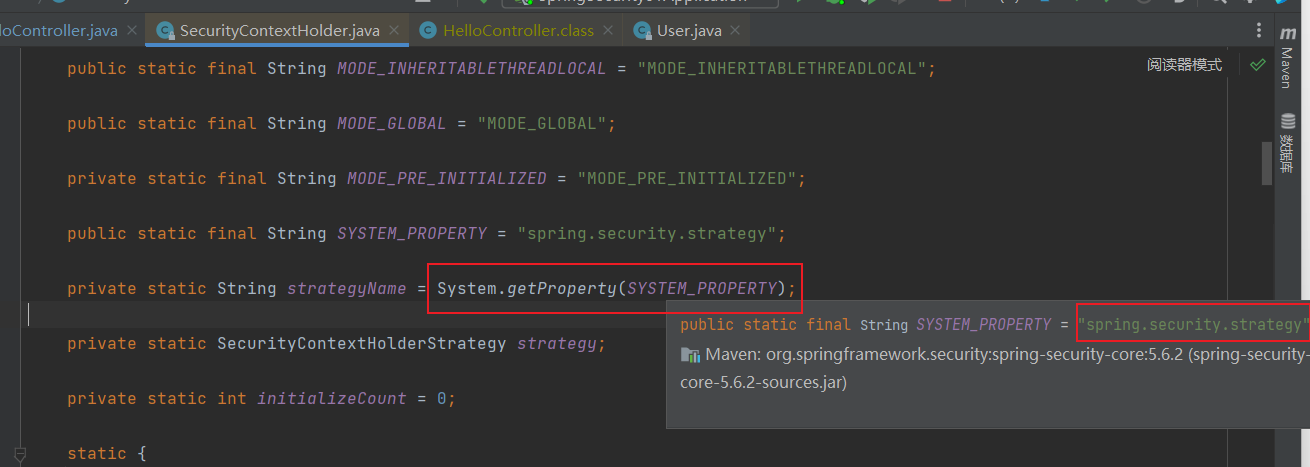 loController.java
SecurityContextHolder.java
HelloController.class
User.java
public static final String MODE_INHERITABLETHREADLOCAL = "MODE_INHERITABLETHREADLOCAL";
阅读器模式
Maven
public static final String MODE_GLOBAL = "MODE_GLOBAL";
数据库
private static final String MODE_PRE_INITIALIZED = "MODE_PRE_INITIALIZED";
public static final String SYSTEM_PROPERTY = "spring.security.strategy";
private static String strategyName = System.getProperty(SYSTEM_PROPERTY);
public static final String SYSTEM_PROPERTY = "spring.security.strategy"
Maven: org.springframework.security:spring-security-core:5.6.2 (spring-security-
core-5.6.2-sources.jar)
private static SecurityContextHolderStrategy strategy;
private static int initializeCount = 0;
static {